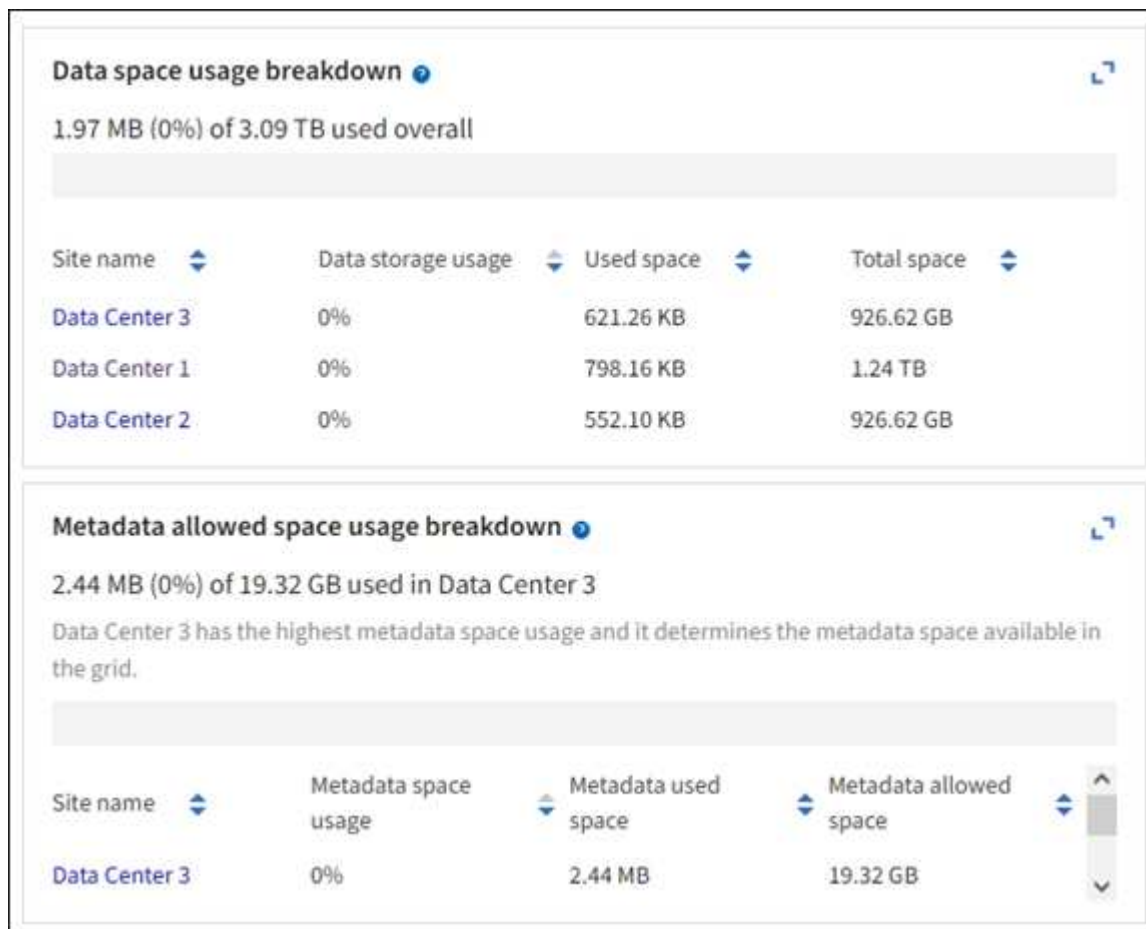 Data space usage breakdown
1.97 MB (0%) of 3.09 TB used overall
Site name Data storage usage Used space Total space
Data Center 3 0% 621.26 KB 926.62 GB
Data Center 1 0% 798.16 KB 1.24 TB
Data Center 2 0% 552.10 KB 926.62 GB
Metadata allowed space usage breakdown
2.44 MB (0%) of 19.32 GB used in Data Center 3
Data Center 3 has the highest metadata space usage and it determines the metadata space available in
the grid.
Site name Metadata space usage Metadata used space Metadata allowed space
Data Center 3 0% 2.44 MB 19.32 GB